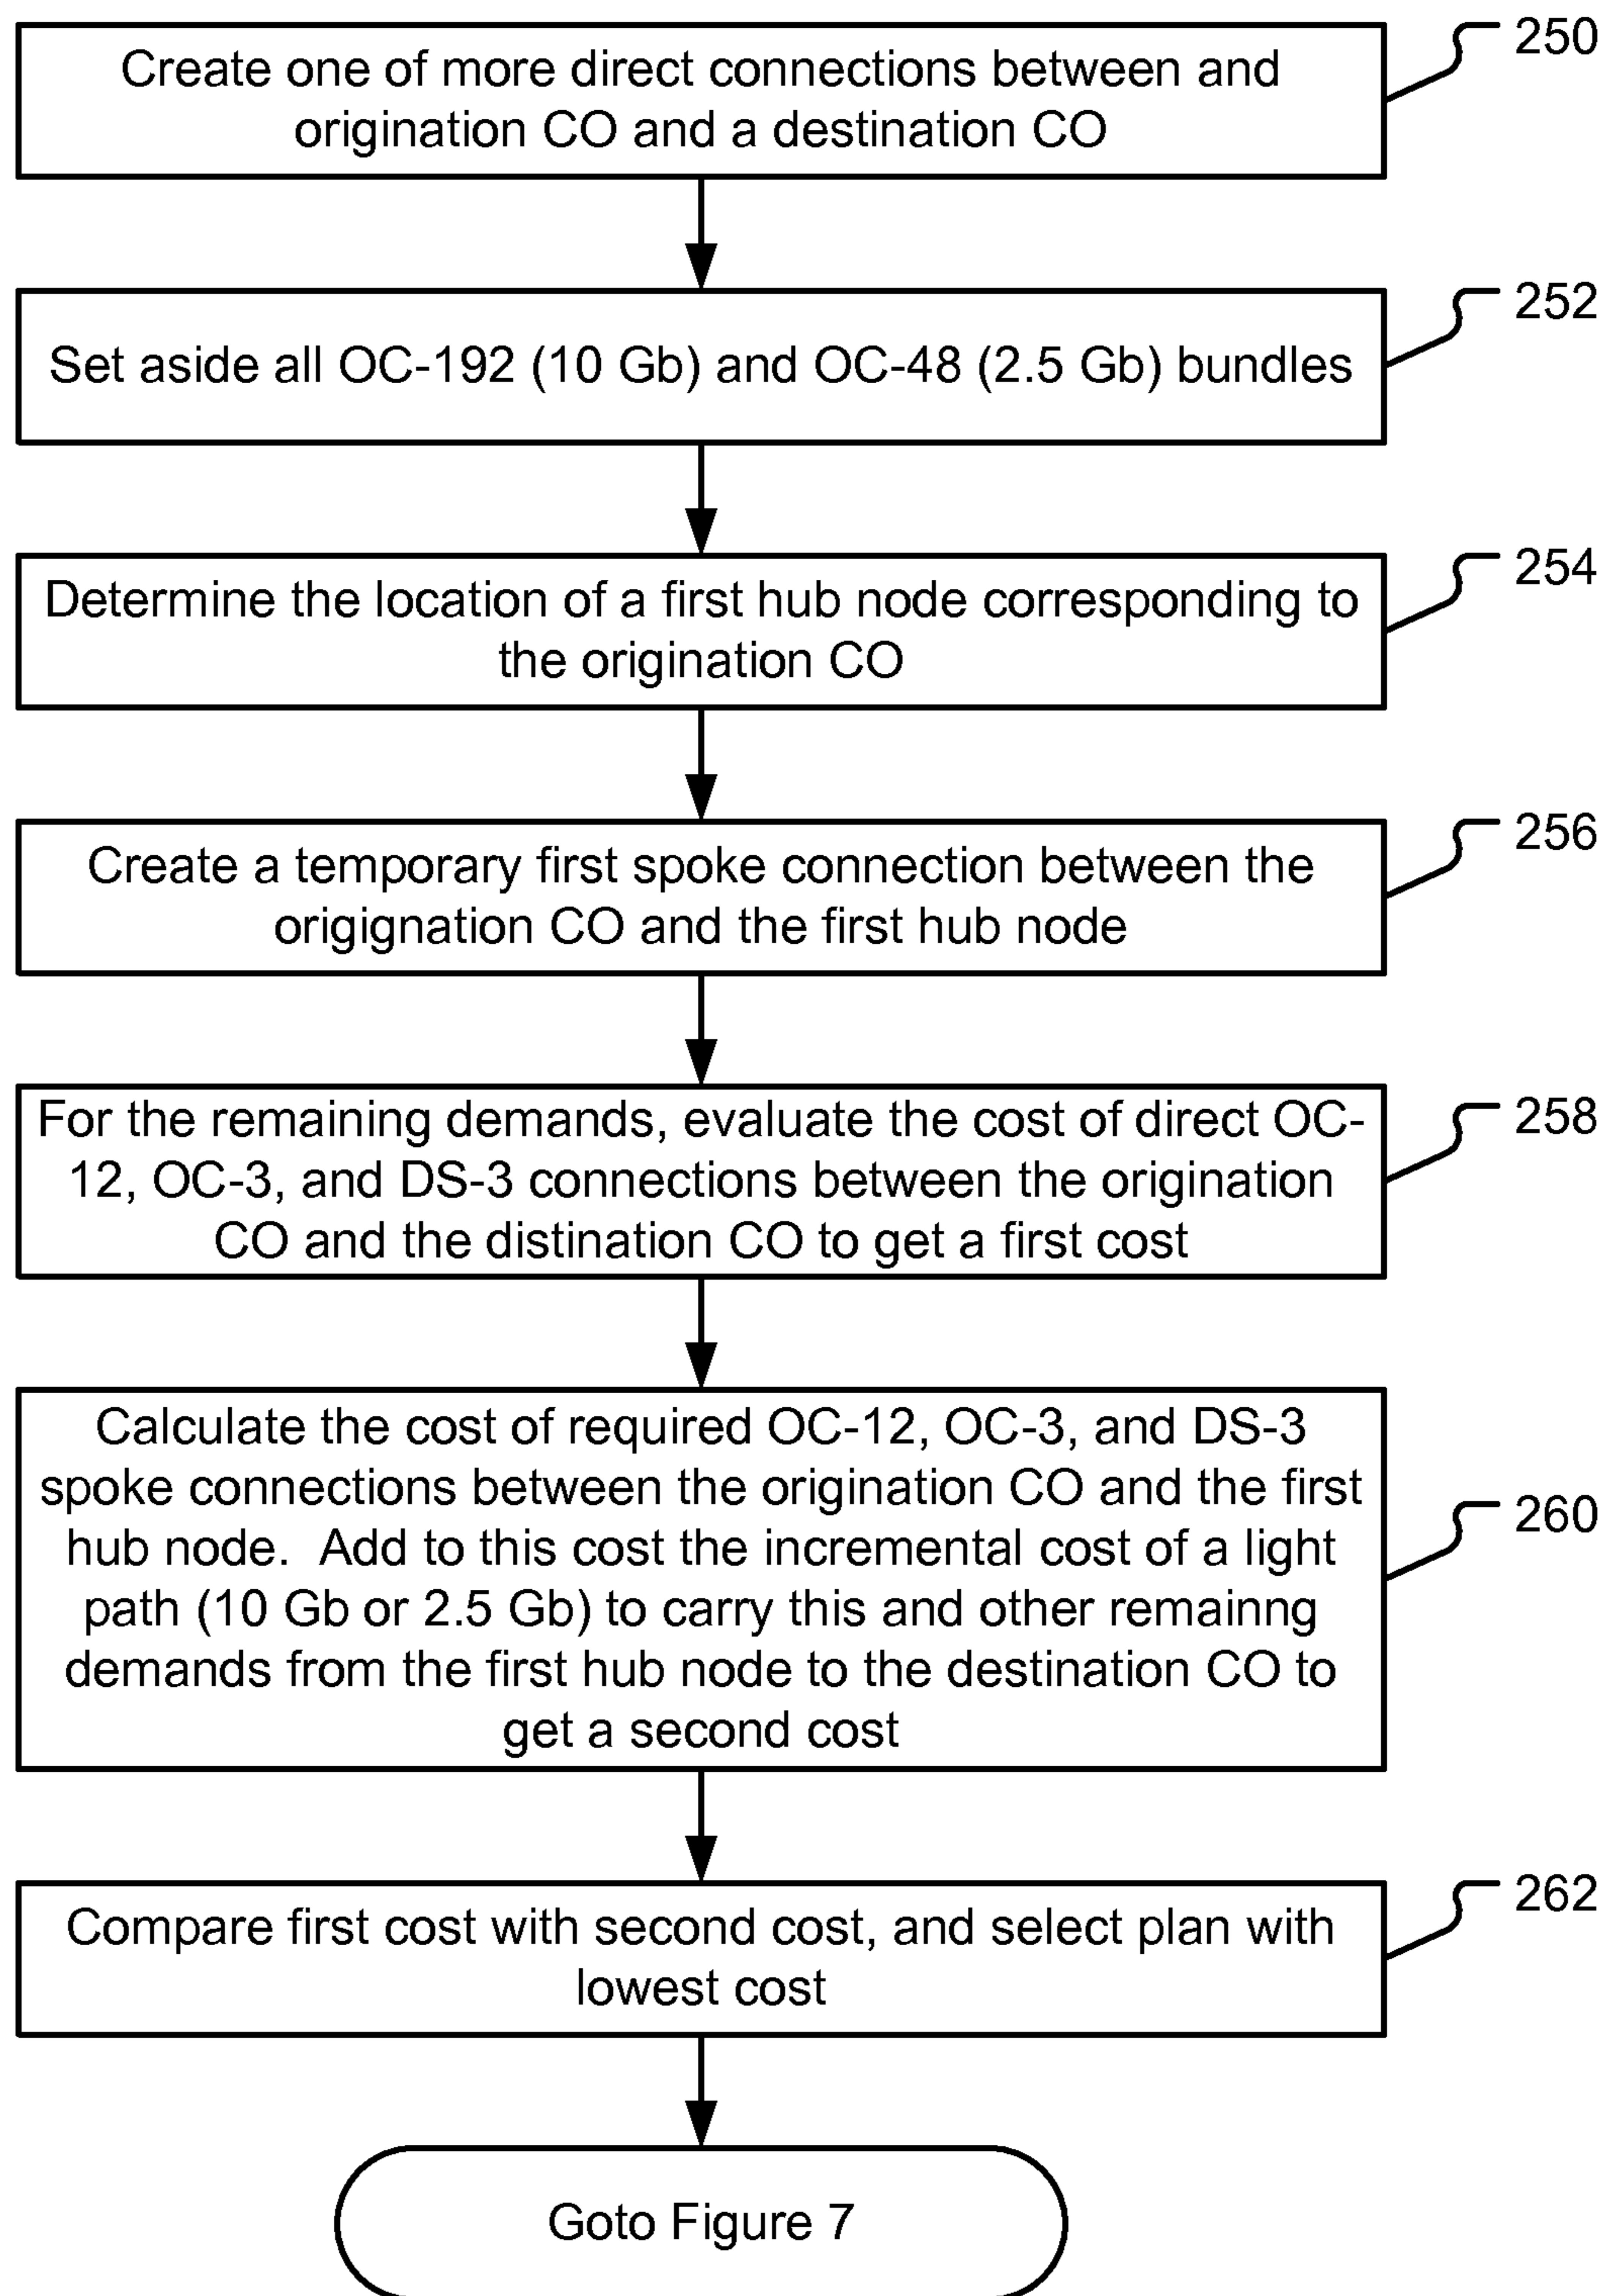 Create one of more direct connections between and
origination CO and a destination CO
250
Set aside all OC-192 (10 Gb) and OC-48 (2.5 Gb) bundles
252
Determine the location of a first hub node corresponding to
the origination CO
254
Create a temporary first spoke connection between the
origignation CO and the first hub node
256
For the remaining demands, evaluate the cost of direct OC-
12, OC-3, and DS-3 connections between the origination
CO and the distination CO to get a first cost
258
Calculate the cost of required OC-12, OC-3, and DS-3
spoke connections between the origination CO and the first
hub node.  Add to this cost the incremental cost of a light
path (10 Gb or 2.5 Gb) to carry this and other remainng
demands from the first hub node to the destination CO to
get a second cost
260
Compare first cost with second cost, and select plan with
lowest cost
262
Goto Figure 7